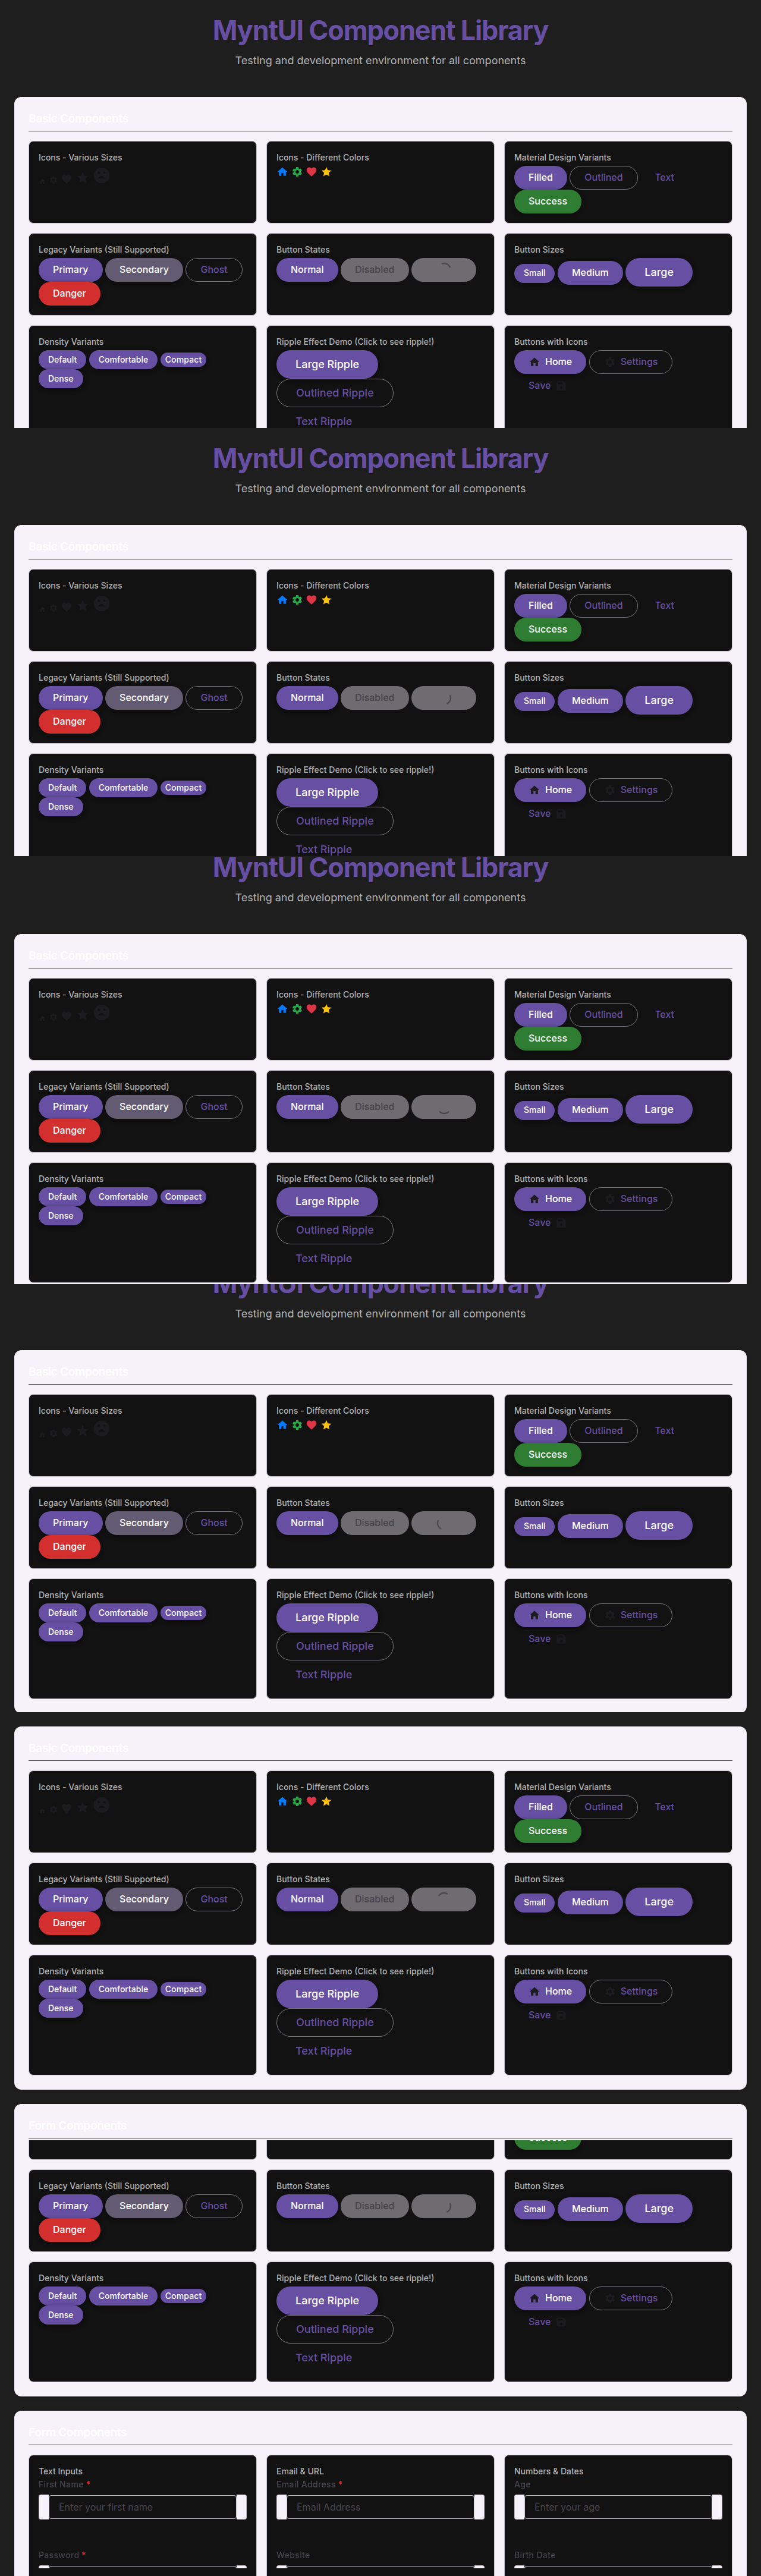 MyntUI Component Library
Testing and development environment for all components
Basic Components
Icons - Various Sizes
Icons - Different Colors
Material Design Variants
Filled Outlined Text
Success
Legacy Variants (Still Supported)
Primary Secondary Ghost
Danger
Button States
Normal Disabled
Button Sizes
Small Medium Large
Density Variants
Default Comfortable Compact
Dense
Ripple Effect Demo (Click to see ripple!)
Large Ripple
Outlined Ripple
Text Ripple
Buttons with Icons
Home Settings
Save
MyntUI Component Library
Testing and development environment for all components
Basic Components
Icons - Various Sizes
Icons - Different Colors
Material Design Variants
Filled Outlined Text
Success
Legacy Variants (Still Supported)
Primary Secondary Ghost
Danger
Button States
Normal Disabled
Button Sizes
Small Medium Large
Density Variants
Default Comfortable Compact
Dense
Ripple Effect Demo (Click to see ripple!)
Large Ripple
Outlined Ripple
Text Ripple
Buttons with Icons
Home Settings
Save
MyntUI Component Library
Testing and development environment for all components
Basic Components
Icons - Various Sizes
Icons - Different Colors
Material Design Variants
Filled Outlined Text
Success
Legacy Variants (Still Supported)
Primary Secondary Ghost
Danger
Button States
Normal Disabled
Button Sizes
Small Medium Large
Density Variants
Default Comfortable Compact
Dense
Ripple Effect Demo (Click to see ripple!)
Large Ripple
Outlined Ripple
Text Ripple
Buttons with Icons
Home Settings
Save
MyntUI Component Library
Testing and development environment for all components
Basic Components
Icons - Various Sizes
Icons - Different Colors
Material Design Variants
Filled Outlined Text
Success
Legacy Variants (Still Supported)
Primary Secondary Ghost
Danger
Button States
Normal Disabled
Button Sizes
Small Medium Large
Density Variants
Default Comfortable Compact
Dense
Ripple Effect Demo (Click to see ripple!)
Large Ripple
Outlined Ripple
Text Ripple
Buttons with Icons
Home Settings
Save
Basic Components
Icons - Various Sizes
Icons - Different Colors
Material Design Variants
Filled Outlined Text
Success
Legacy Variants (Still Supported)
Primary Secondary Ghost
Danger
Button States
Normal Disabled
Button Sizes
Small Medium Large
Density Variants
Default Comfortable Compact
Dense
Ripple Effect Demo (Click to see ripple!)
Large Ripple
Outlined Ripple
Text Ripple
Buttons with Icons
Home Settings
Save
Form Components
Legacy Variants (Still Supported)
Primary Secondary Ghost
Danger
Button States
Normal Disabled
Button Sizes
Small Medium Large
Density Variants
Default Comfortable Compact
Dense
Ripple Effect Demo (Click to see ripple!)
Large Ripple
Outlined Ripple
Text Ripple
Buttons with Icons
Home Settings
Save
Form Components
Text Inputs
First Name *
Enter your first name
Password *
Email & URL
Email Address *
Email Address
Website
Numbers & Dates
Age
Enter your age
Birth Date